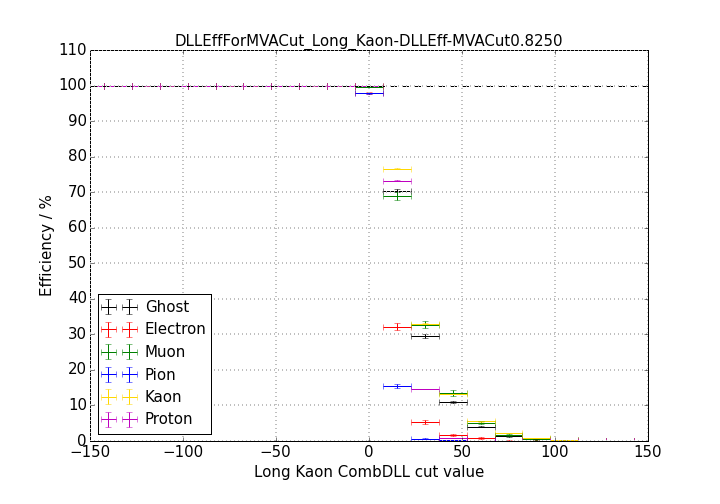 DLLEffForMVACut_Long_Kaon-DLLEff-MVACut0.8250
110
100
90
80
70
60
50
40
30
20
10
0
Efficiency / %
Ghost
Electron
Muon
Pion
Kaon
Proton
−150 −100 −50 0 50 100 150
Long Kaon CombDLL cut value